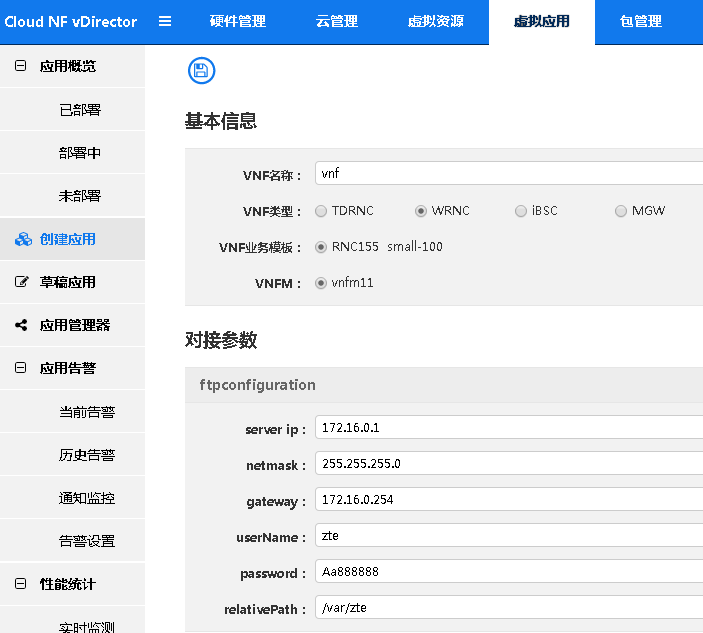 Cloud NF vDirector 硬件管理 云管理 虚拟资源 虚拟应用 包管理
应用概览
已部署
部署中
未部署
创建应用
草稿应用
应用管理器
应用告警
当前告警
历史告警
通知监控
告警设置
性能统计
实时监测
基本信息
VNF名称： vnf
VNF类型： TDRNC WRNC iBSC MGW
VNF业务模板： RNC155 small-100
VNFM： vnfm11
对接参数
ftpconfiguration
server ip： 172.16.0.1
netmask： 255.255.255.0
gateway： 172.16.0.254
userName： zte
password： Aa888888
relativePath： /var/zte